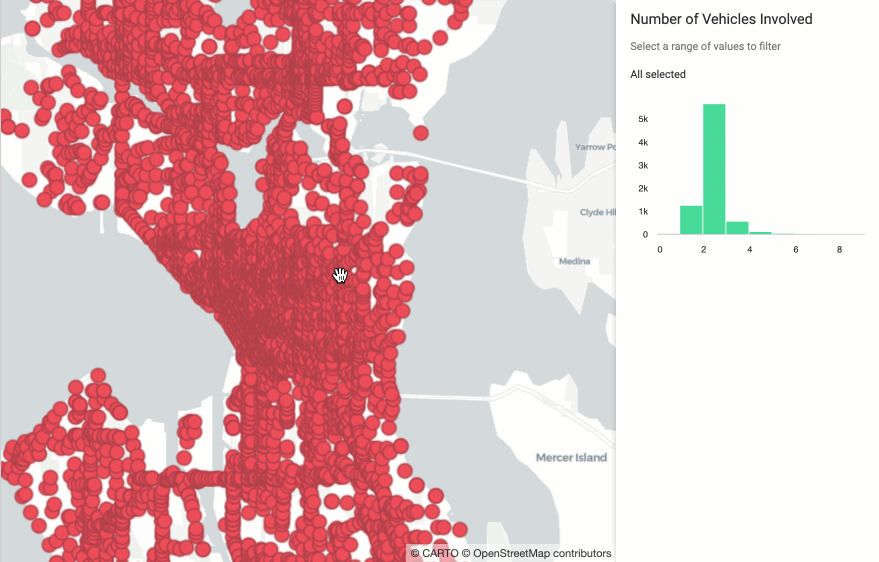 Number of Vehicles Involved
Select a range of values to filter
All selected
5k
4k
3k
2k
1k
0
0 2 4 6 8
Clyde Hil
Medina
Mercer Island
Yarrow Po
© CARTO © OpenStreetMap contributors